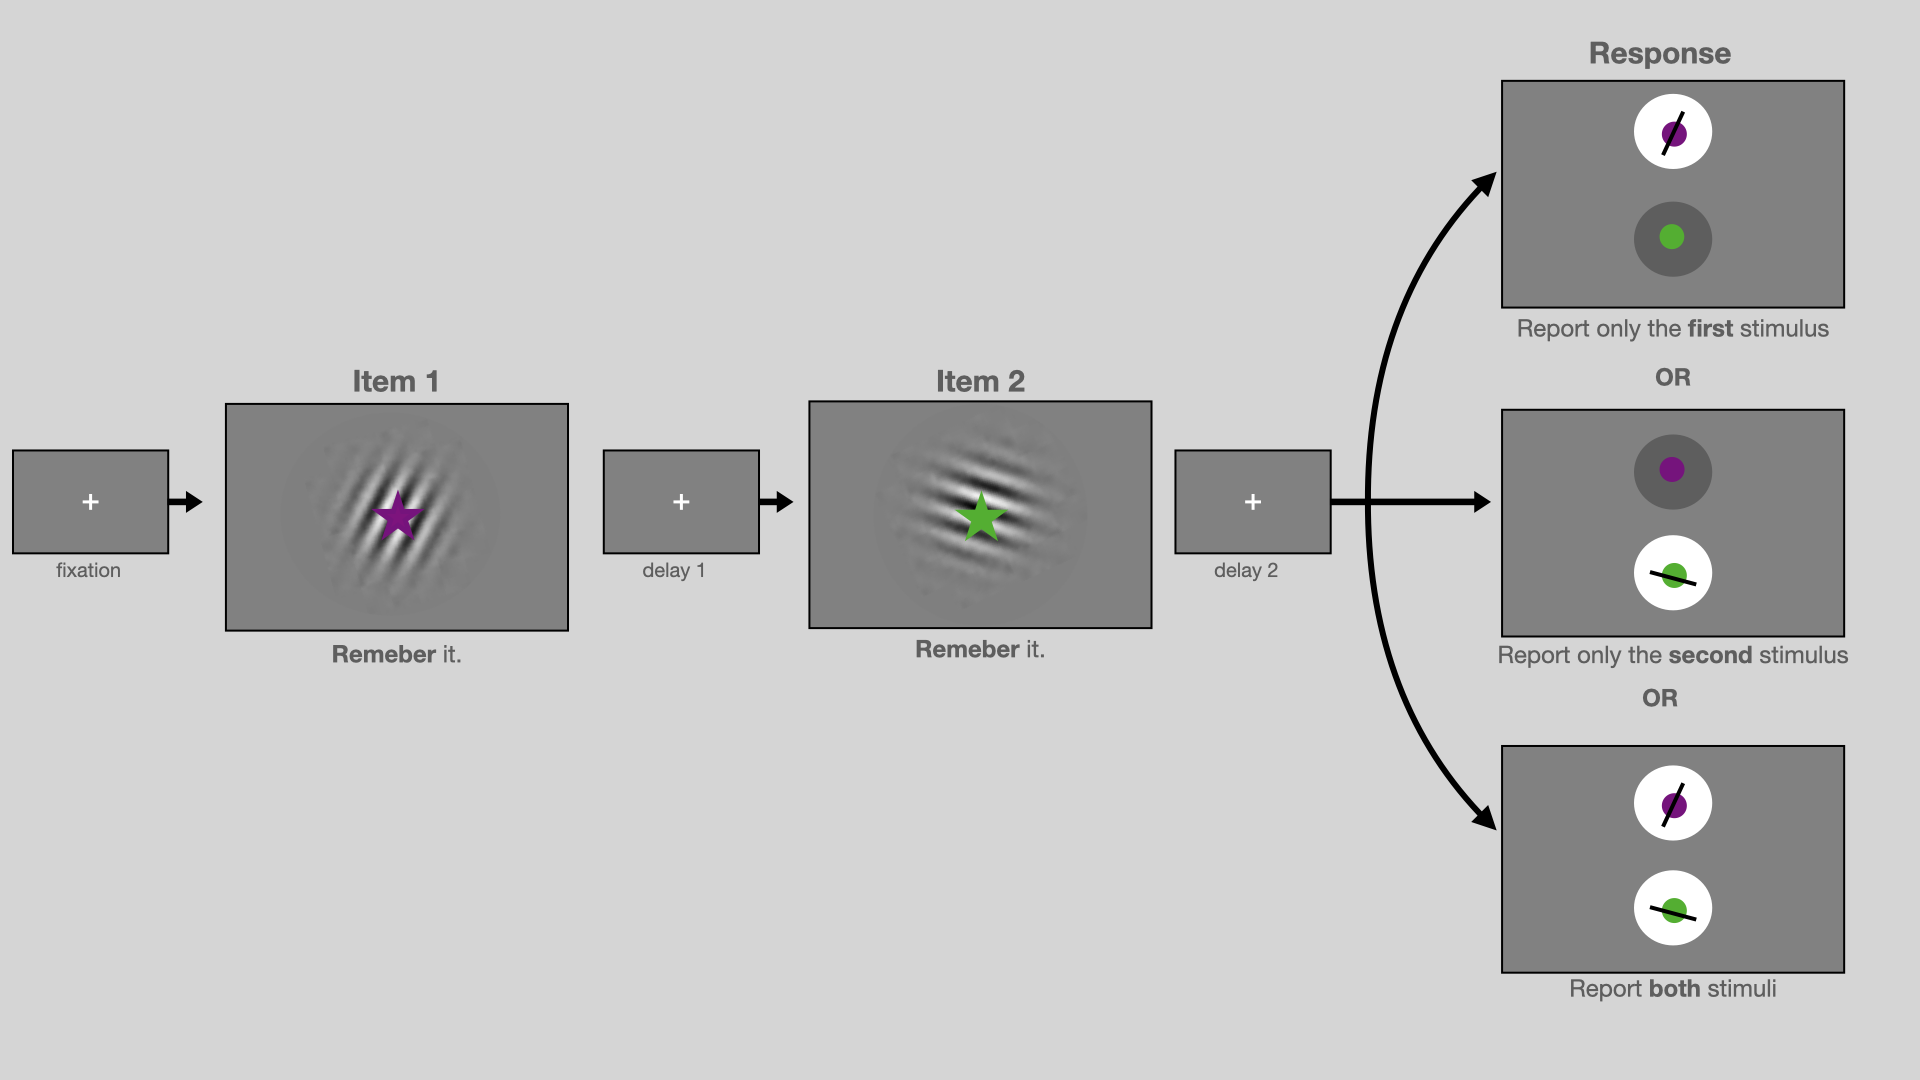 Response
Report only the first stimulus
OR
Item 1
Item 2
fixation
delay 1
delay 2
Remeber it.
Remeber it.
Report only the second stimulus
OR
Report both stimuli